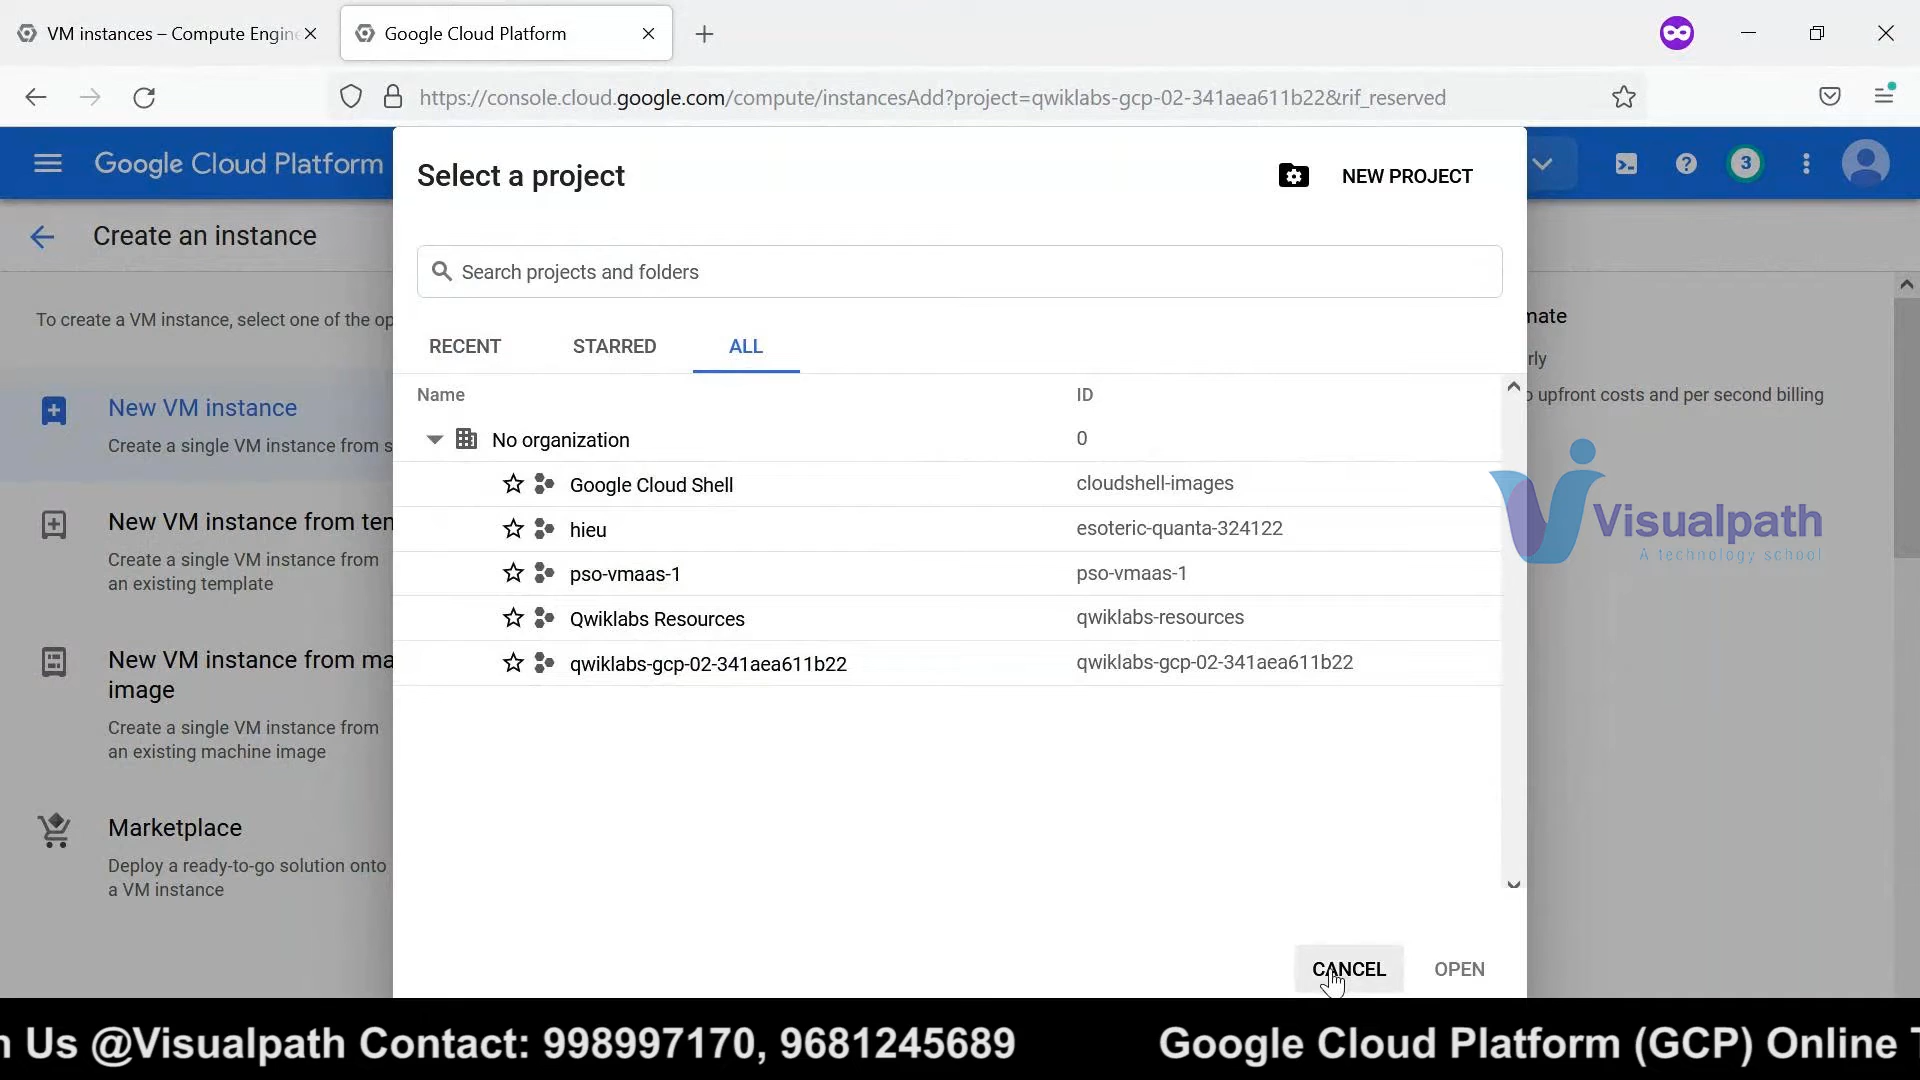 VM instances – Compute Engin
Google Cloud Platform
https://console.cloud.google.com/compute/instancesAdd?project=qwiklabs-gcp-02-341aea611b22&rif_reserved
Google Cloud Platform
Select a project
NEW PROJECT
3
Create an instance
Search projects and folders
To create a VM instance, select one of the op
mate
RECENT
STARRED
ALL
rly
Name
ID
upfront costs and per second billing
New VM instance
Create a single VM instance from s
No organization
0
Google Cloud Shell
cloudshell-images
hieu
esoteric-quanta-324122
pso-vmaas-1
pso-vmaas-1
Qwiklabs Resources
qwiklabs-resources
qwiklabs-gcp-02-341aea611b22
qwiklabs-gcp-02-341aea611b22
Visualpath
A technology school
New VM instance from ten
Create a single VM instance from
an existing template
New VM instance from ma
image
Create a single VM instance from
an existing machine image
Marketplace
Deploy a ready-to-go solution onto
a VM instance
CANCEL
OPEN
n Us @Visualpath Contact: 998997170, 9681245689
Google Cloud Platform (GCP) Online T